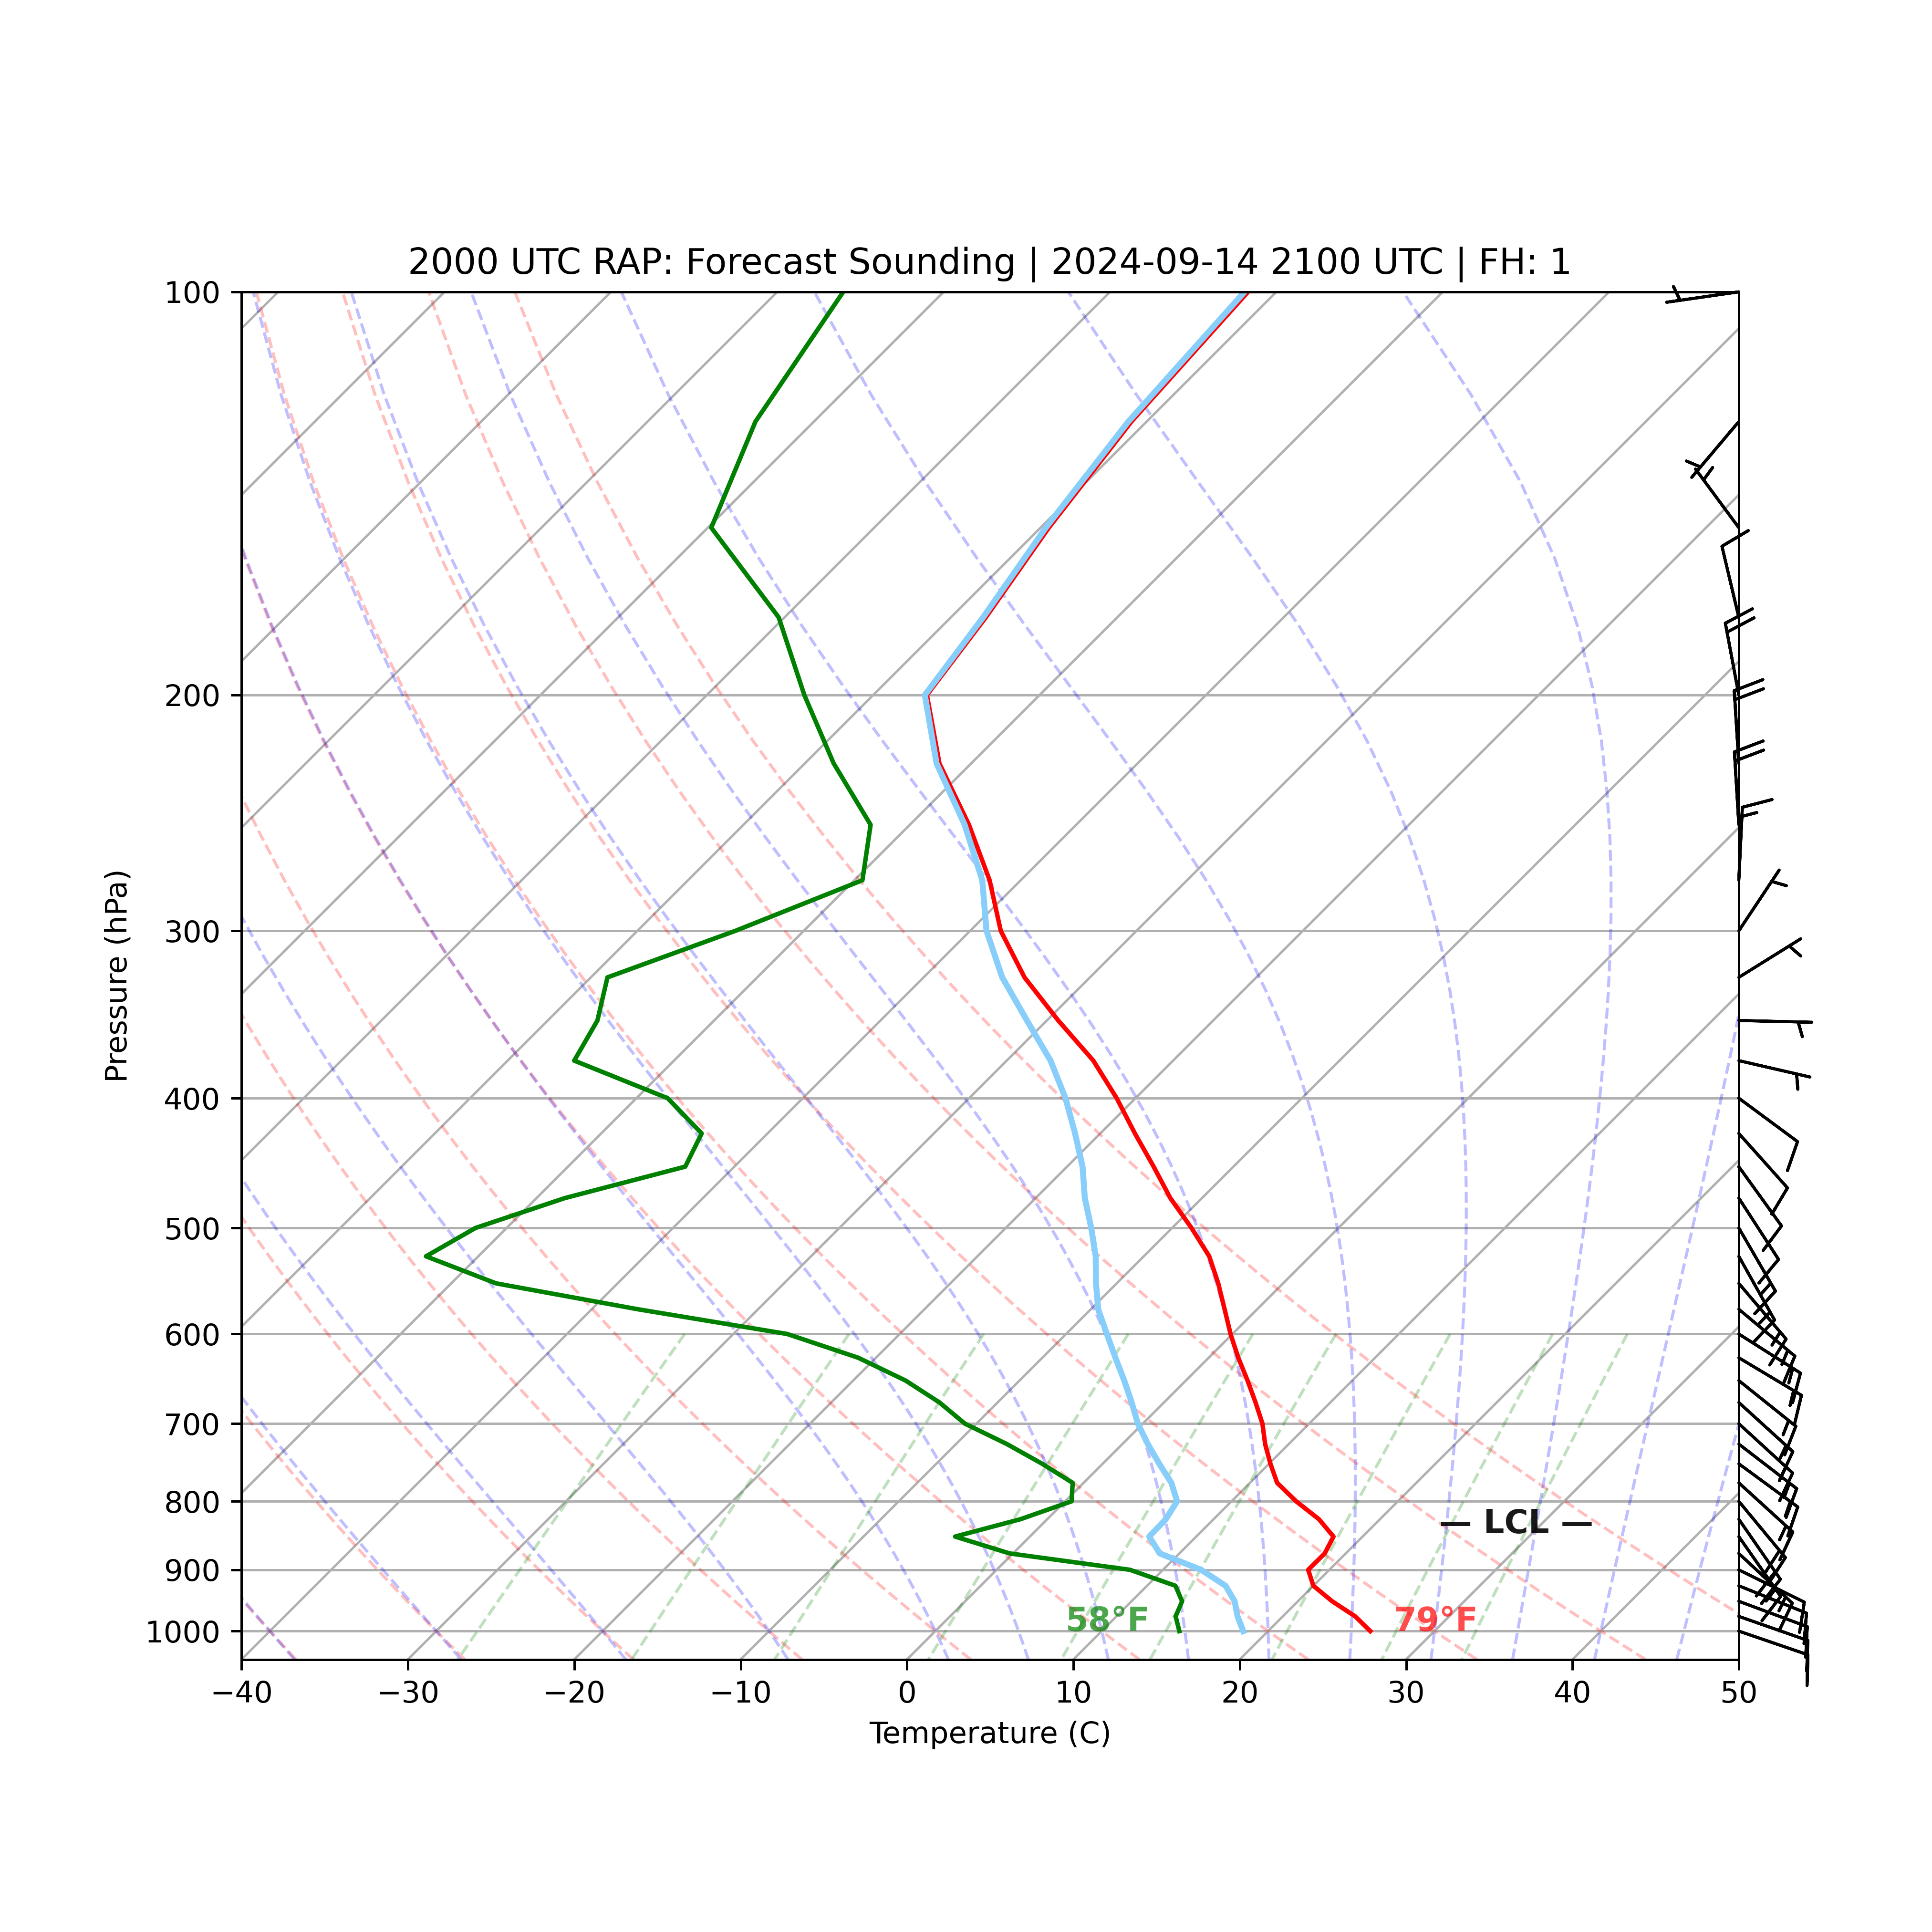 2000 UTC RAP: Forecast Sounding | 2024-09-14 2100 UTC | FH: 1
100
200
300
400
500
600
700
800
900
1000
Pressure (hPa)
— LCL —
58°F
79°F
−40 −30 −20 −10 0 10 20 30 40 50
Temperature (C)